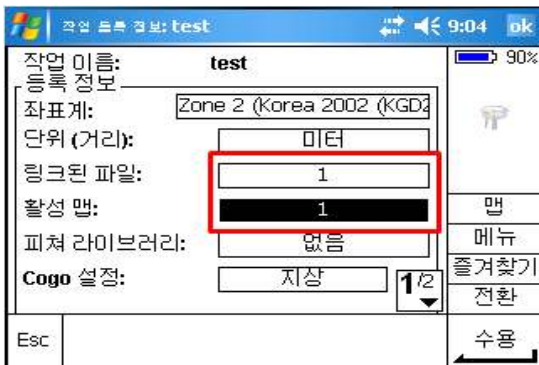 작업 등록 정보: test 9:04 ok
작업 이름: test 90%
등록 정보
좌표계: Zone 2 (Korea 2002 (KGD2
단위 (거리): 미터
링크된 파일: 1
활성 맵: 1
맵
피쳐 라이브러리: 없음
메뉴
Cogo 설정: 지상
즐겨찾기
1/2
전환
Esc
수용